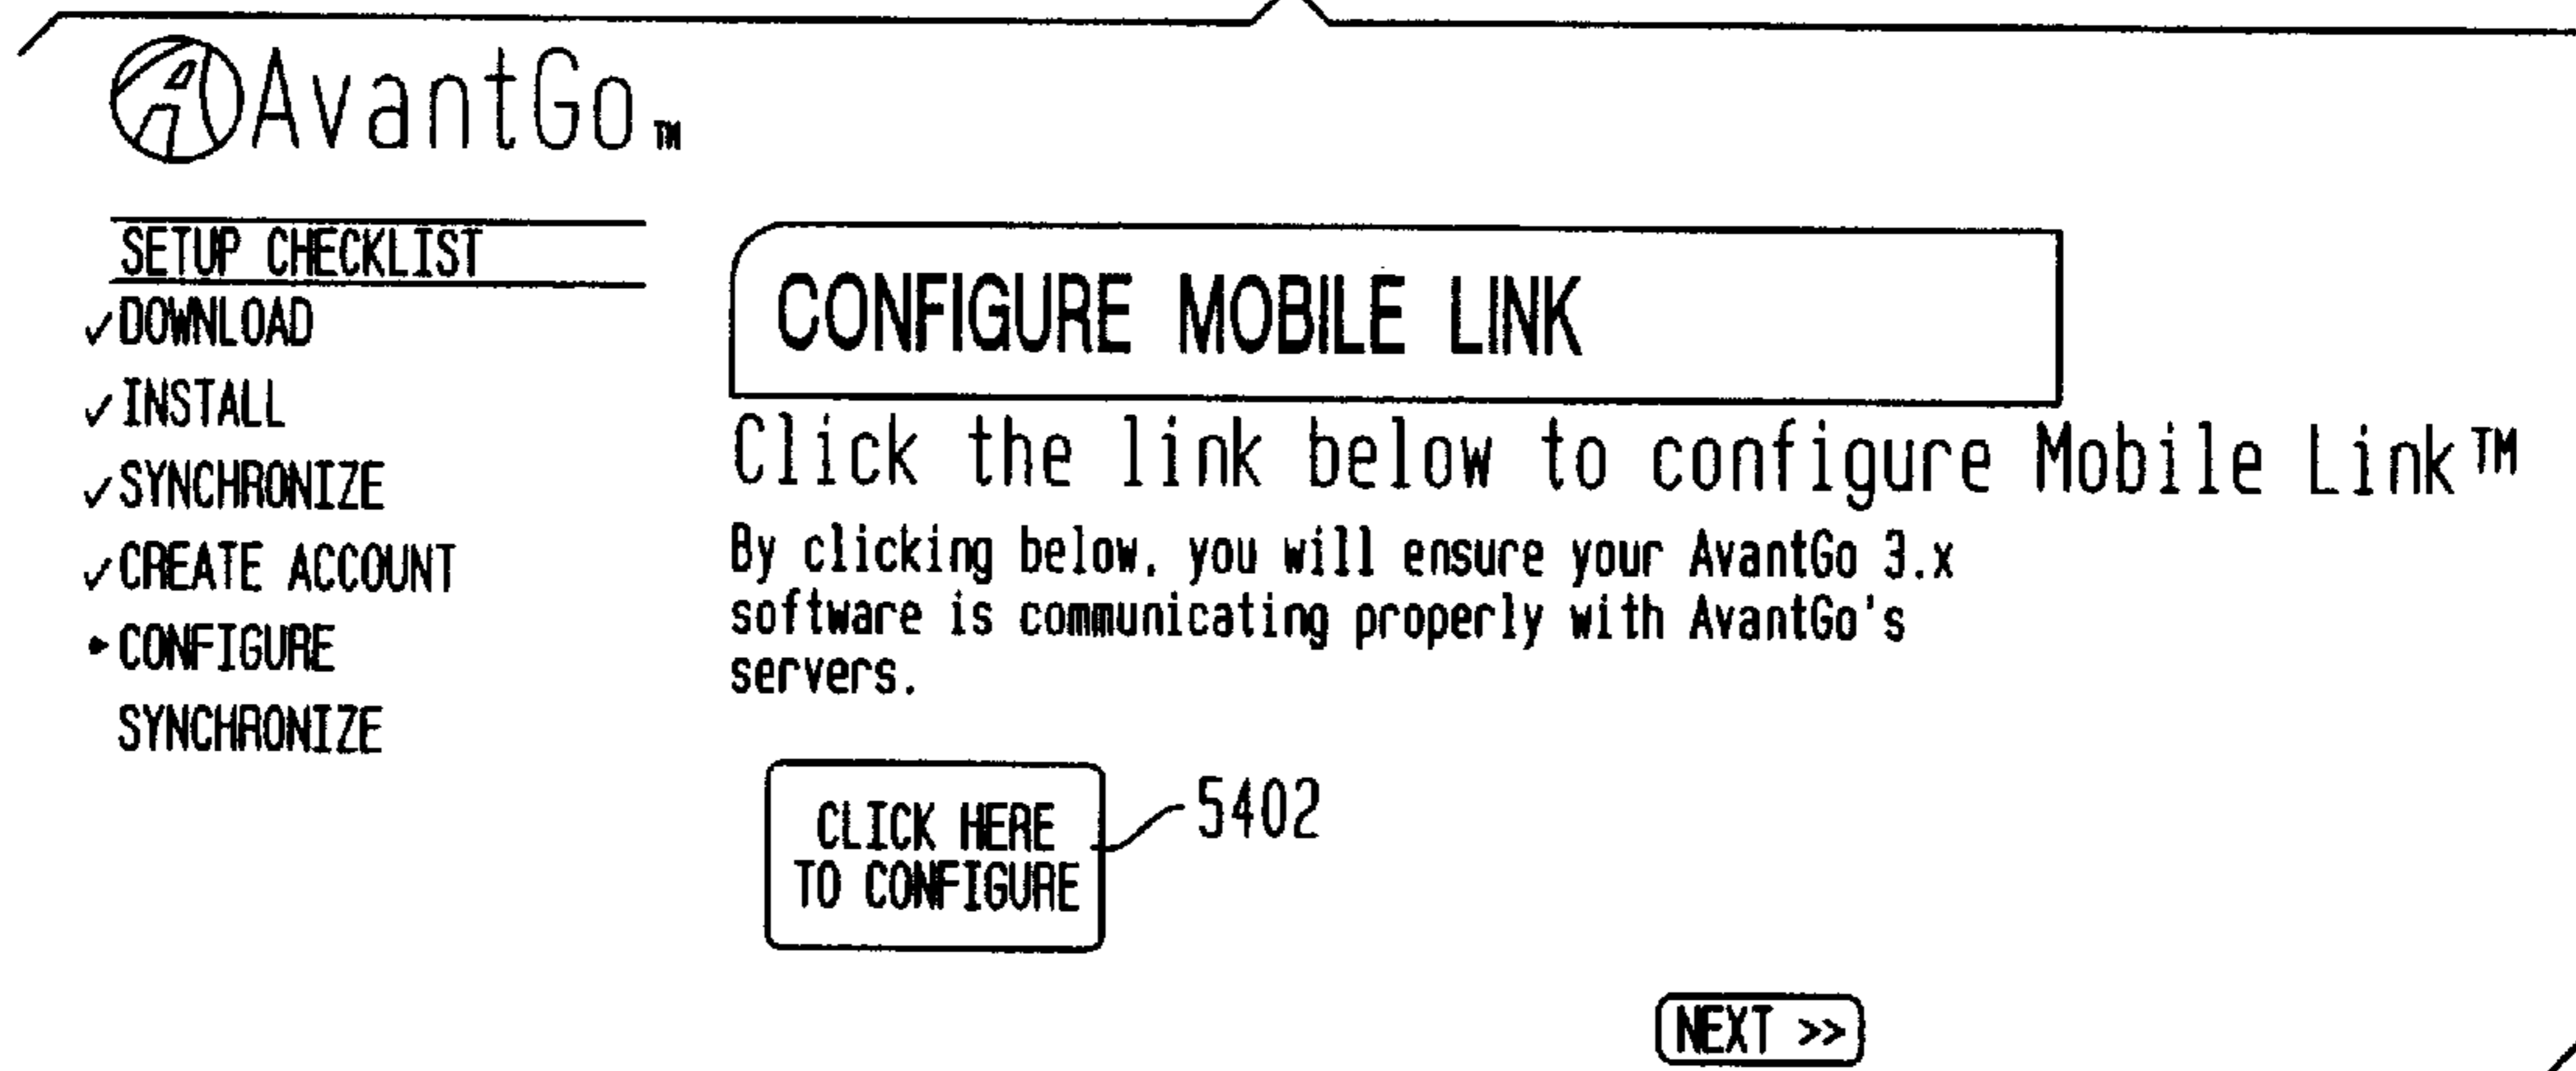 AvantGo™
SETUP CHECKLIST
✓DOWNLOAD
✓INSTALL
✓SYNCHRONIZE
✓CREATE ACCOUNT
▸CONFIGURE
SYNCHRONIZE
CONFIGURE MOBILE LINK
Click the link below to configure Mobile Link™
By clicking below, you will ensure your AvantGo 3.x
software is communicating properly with AvantGo's
servers.
CLICK HERE
TO CONFIGURE
5402
NEXT >>